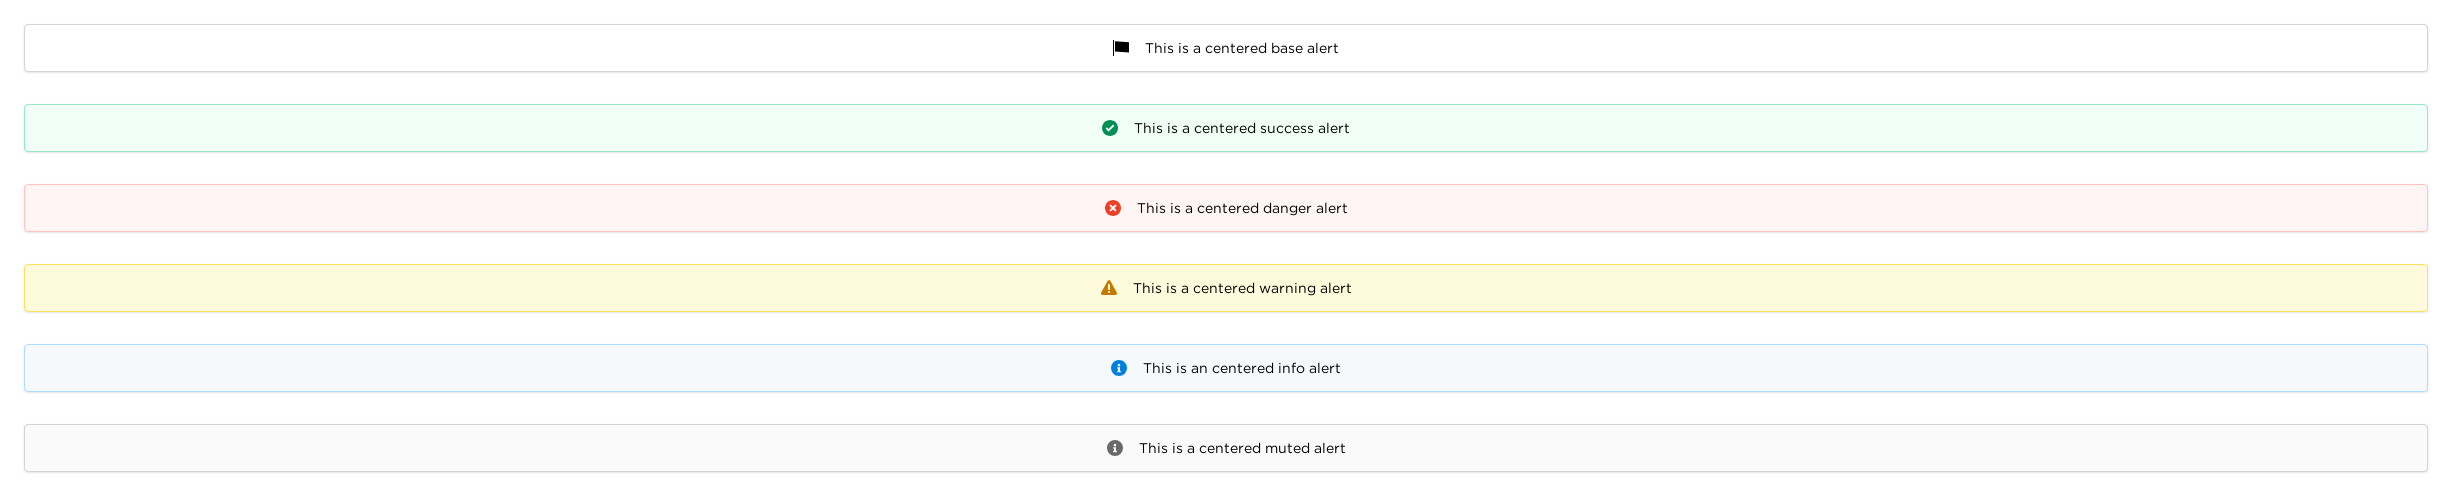 This is a centered base alert
This is a centered success alert
This is a centered danger alert
This is a centered warning alert
This is an centered info alert
This is a centered muted alert